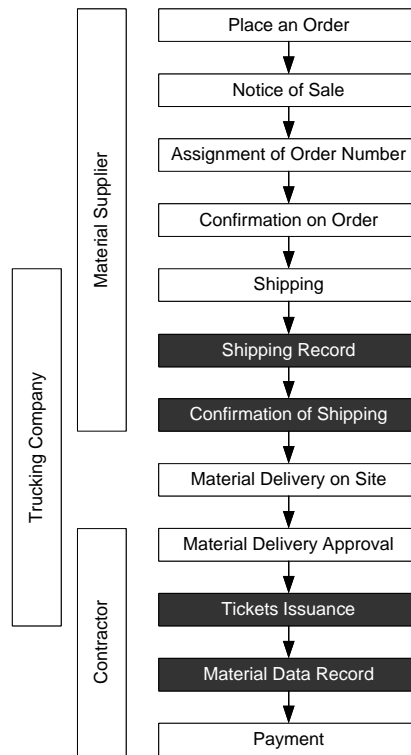 Place an Order
Notice of Sale
Assignment of Order Number
Confirmation on Order
Shipping
Shipping Record
Confirmation of Shipping
Material Delivery on Site
Material Delivery Approval
Tickets Issuance
Material Data Record
Payment
Material Supplier
Trucking Company
Contractor